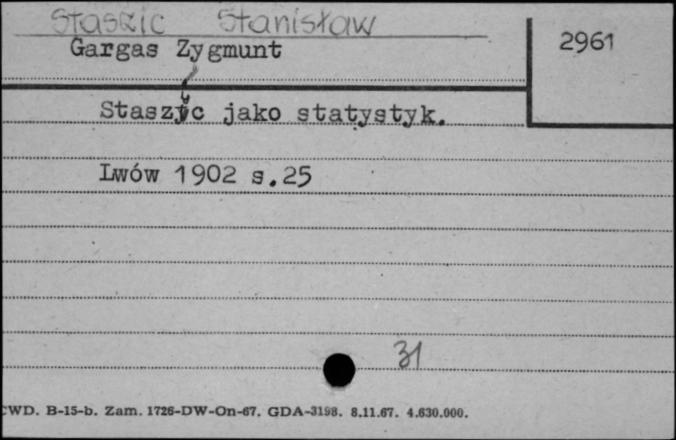 Staszic Stanisław
Gargas Zygmunt
2961
Staszyc jako statystyk.
Lwów 1902 s.25
31
CWD. B-15-b. Zam. 1726-DW-On-67. GDA-3198. 8.11.67. 4.630.000.